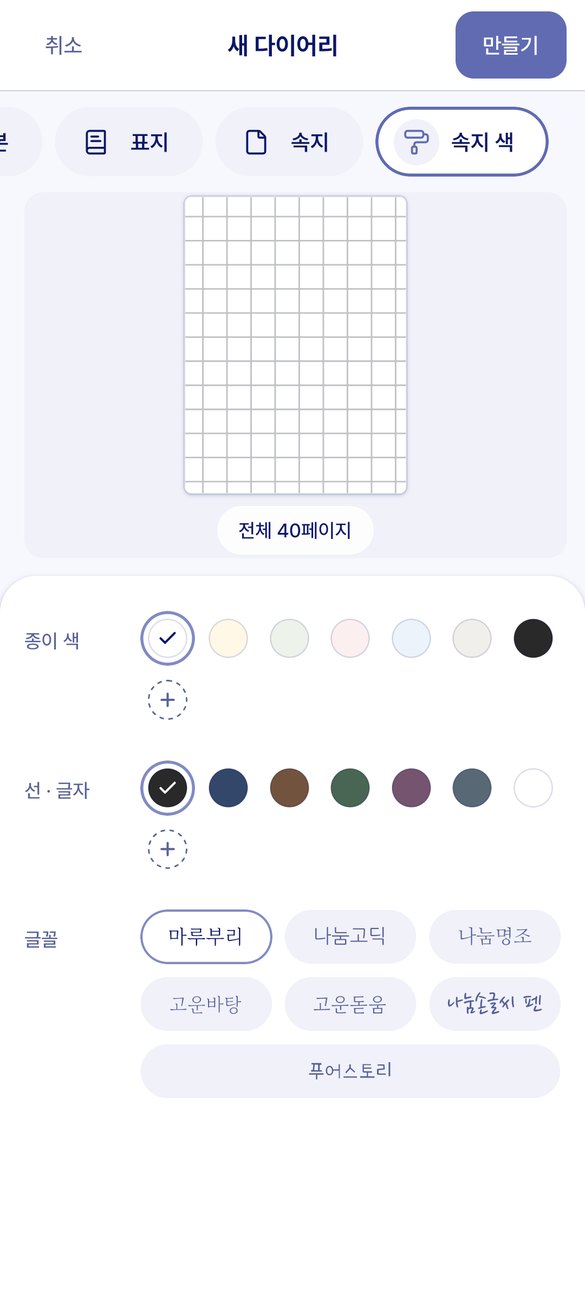 취소
새 다이어리
만들기
표지
속지
속지 색
전체 40페이지
종이 색
선 · 글자
글꼴
마루부리
나눔고딕
나눔명조
고운바탕
고운돋움
나눔손글씨 펜
푸어스토리